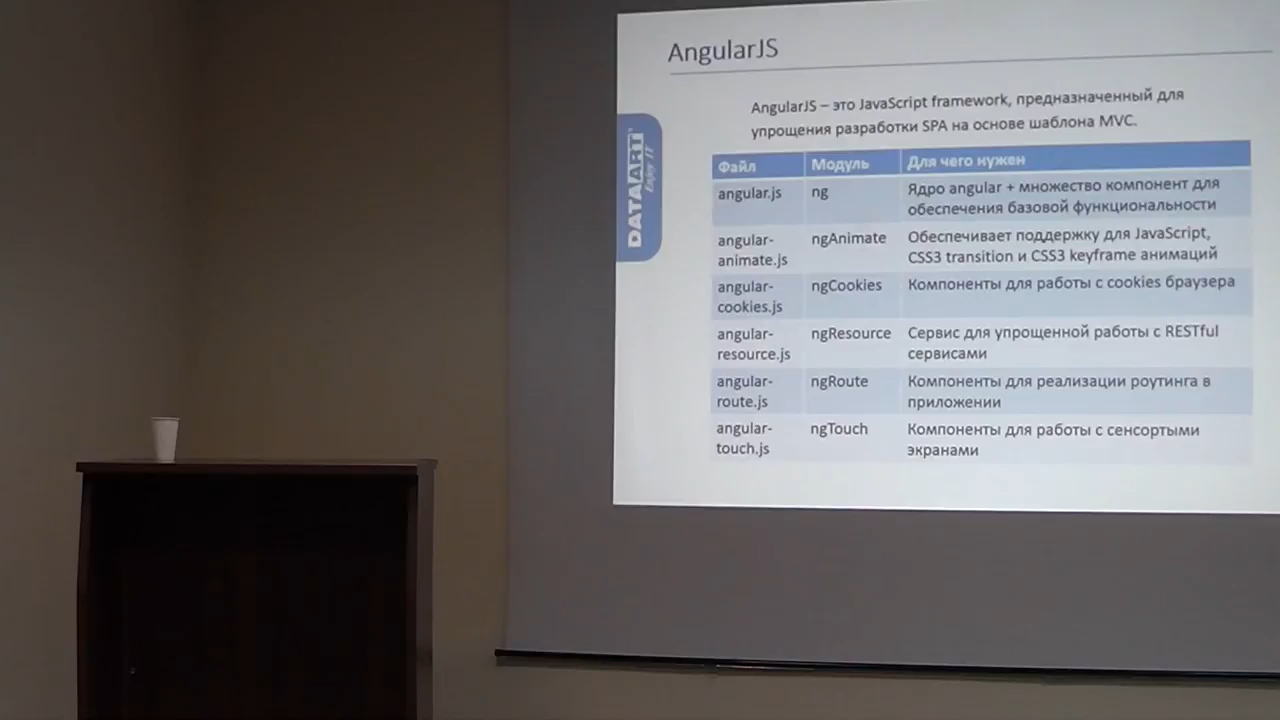 AngularJS
AngularJS – это JavaScript framework, предназначенный для
упрощения разработки SPA на основе шаблона MVC.
DATAART
Enjoy IT
Файл Модуль Для чего нужен
angular.js ng Ядро angular + множество компонент для
обеспечения базовой функциональности
angular- ngAnimate Обеспечивает поддержку для JavaScript,
animate.js CSS3 transition и CSS3 keyframe анимаций
angular- ngCookies Компоненты для работы с cookies браузера
cookies.js
angular- ngResource Сервис для упрощенной работы с RESTful
resource.js сервисами
angular- ngRoute Компоненты для реализации роутинга в
route.js приложении
angular- ngTouch Компоненты для работы с сенсортыми
touch.js экранами